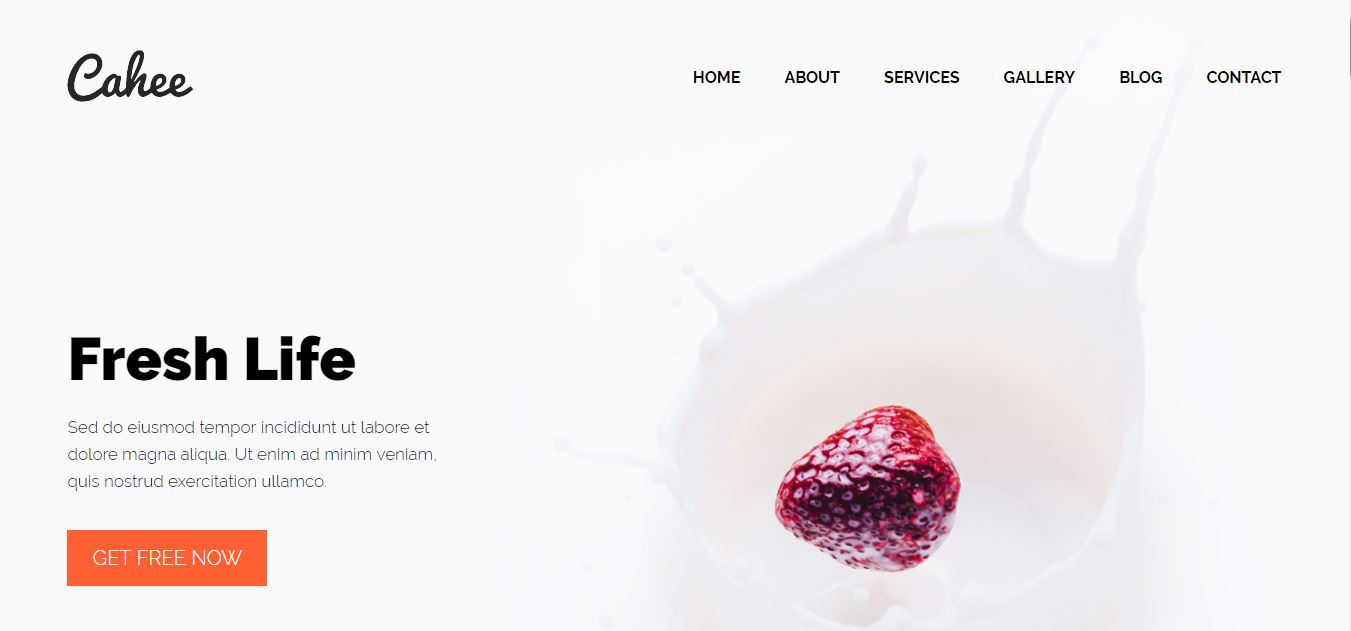 Cahee
HOME ABOUT SERVICES GALLERY BLOG CONTACT
Fresh Life
Sed do eiusmod tempor incididunt ut labore et
dolore magna aliqua. Ut enim ad minim veniam,
quis nostrud exercitation ullamco.
GET FREE NOW